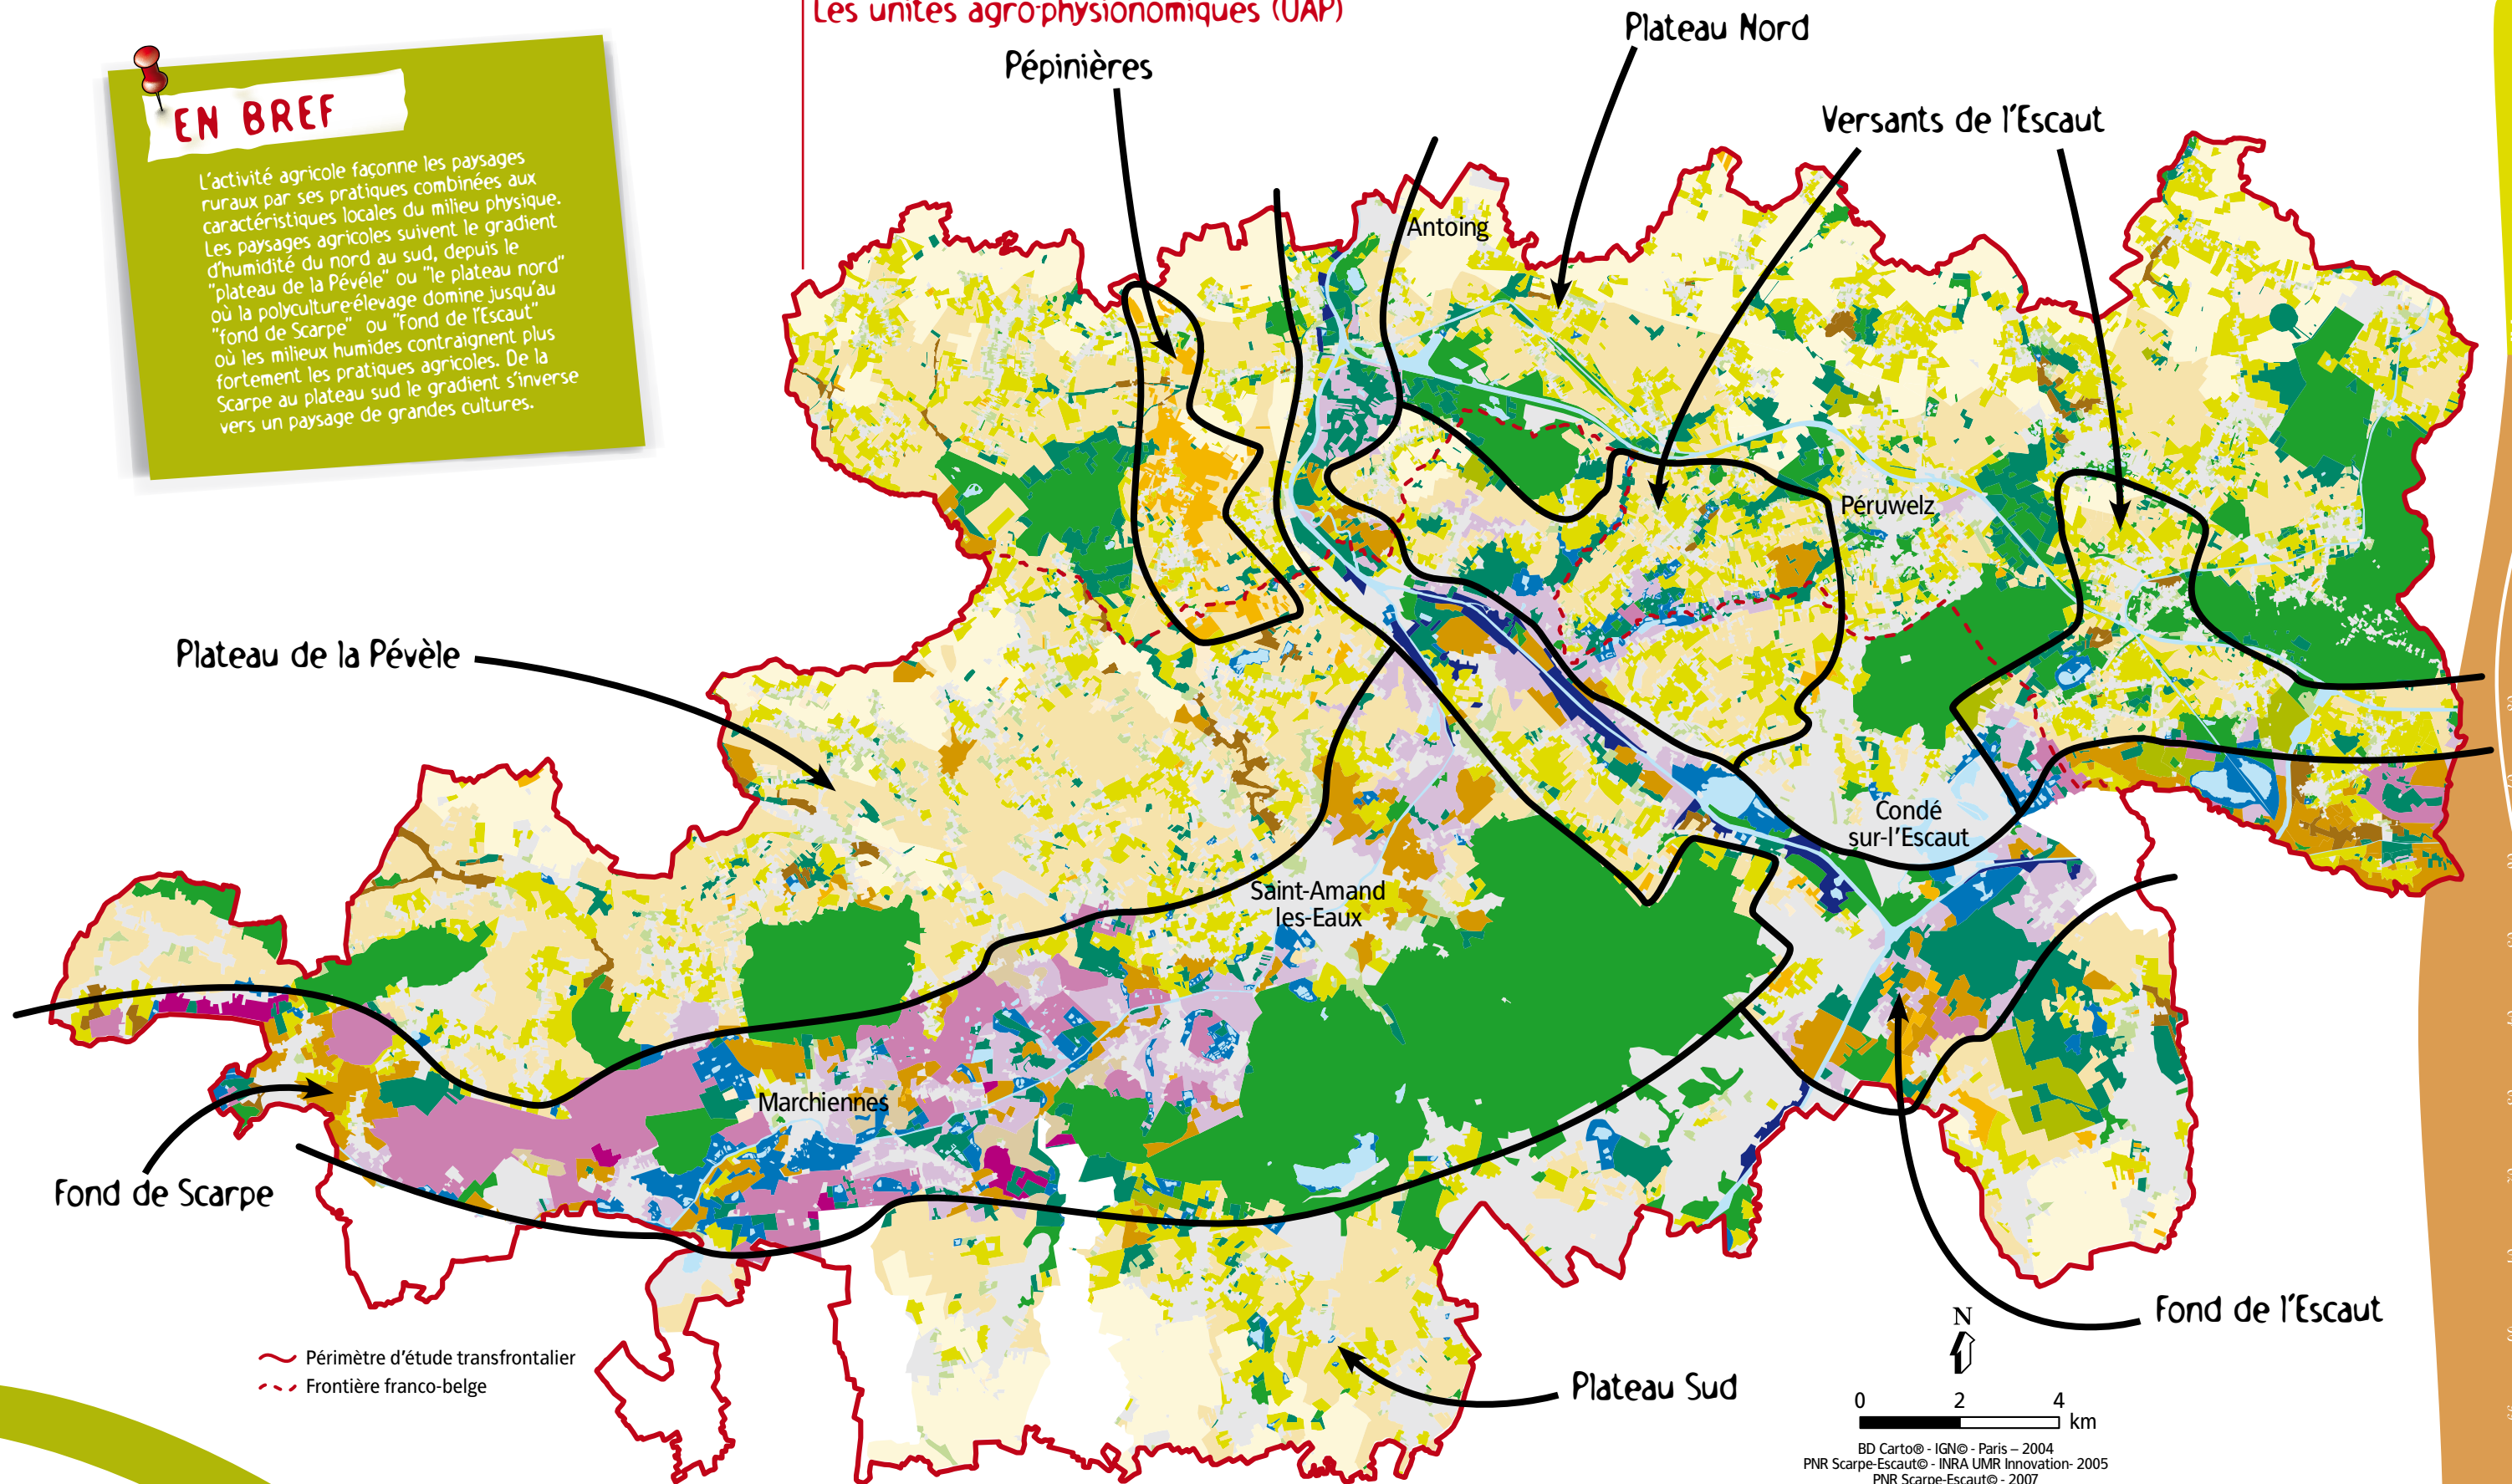 Les unités agro-physionomiques (UAP)
EN BREF
L'activité agricole façonne les paysages
ruraux par ses pratiques combinées aux
caractéristiques locales du milieu physique.
Les paysages agricoles suivent le gradient
d'humidité du nord au sud, depuis le
"plateau de la Pévéle" ou "le plateau nord"
où la polyculture-élevage domine jusqu'au
"fond de Scarpe" ou "Fond de l'Escaut"
où les milieux humides contraignent plus
fortement les pratiques agricoles. De la
Scarpe au plateau sud le gradient s'inverse
vers un paysage de grandes cultures.
Plateau Nord
Pépinières
Versants de l'Escaut
Antoing
Péruwelz
Plateau de la Pévèle
Condé
sur-l'Escaut
Saint-Amand
les-Eaux
Marchiennes
Fond de Scarpe
Fond de l'Escaut
Plateau Sud
Périmètre d'étude transfrontalier
Frontière franco-belge
N
0 2 4
km
BD Carto® - IGN© - Paris – 2004
PNR Scarpe-Escaut© - INRA UMR Innovation- 2005
PNR Scarpe-Escaut© - 2007